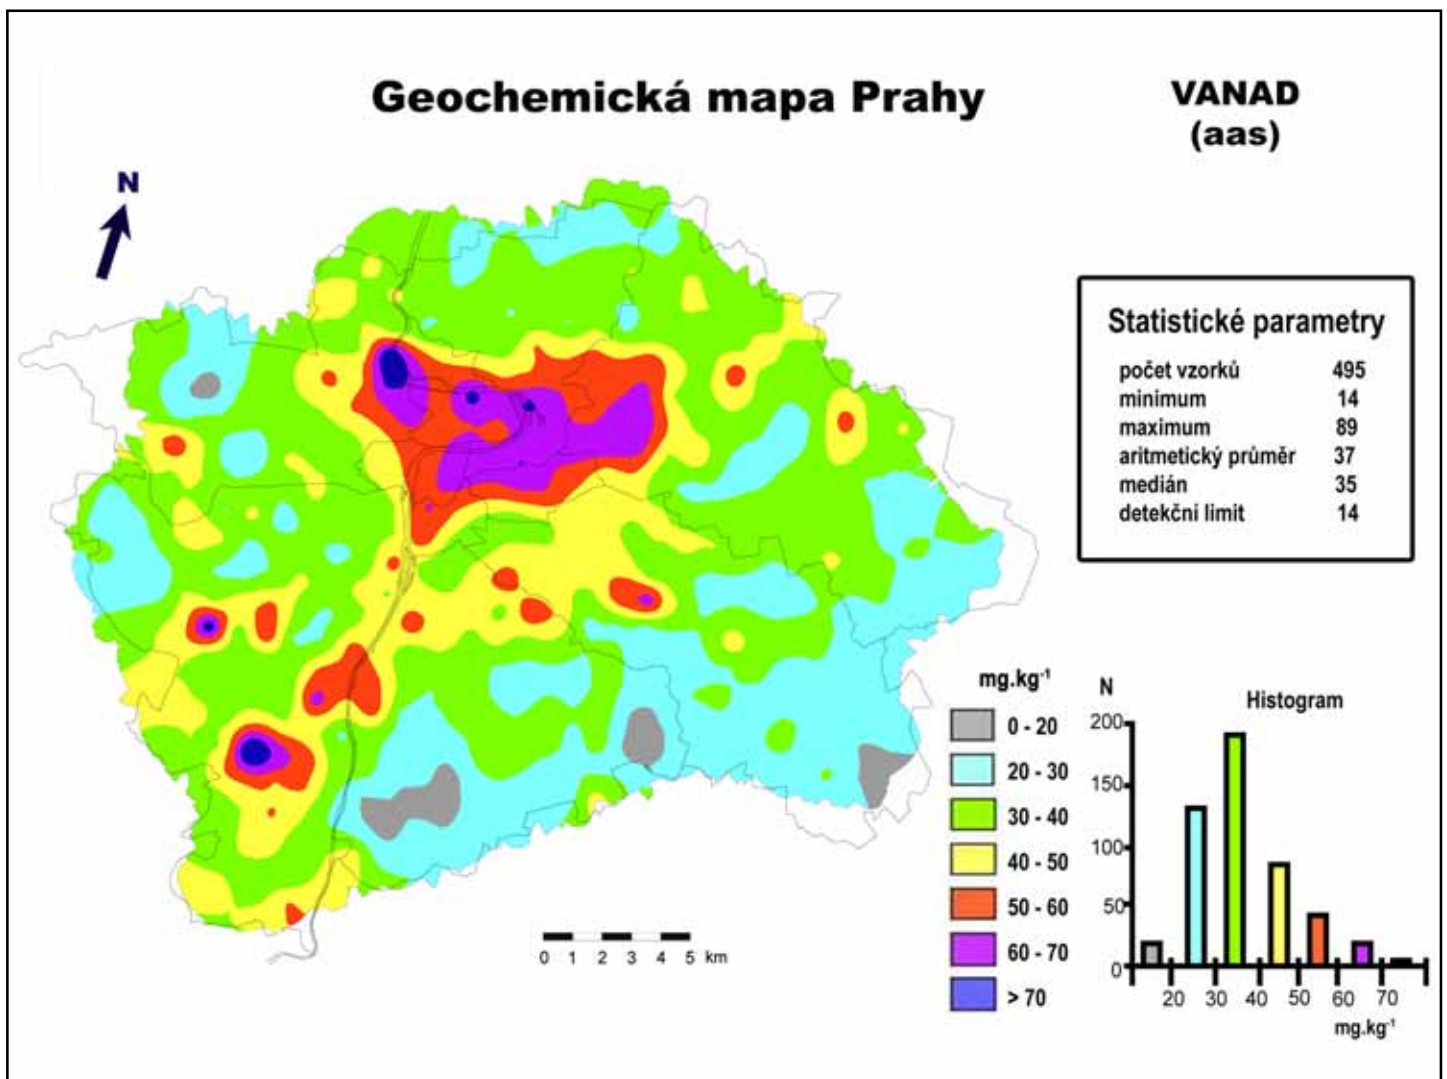 Geochemická mapa Prahy
VANAD
(aas)
N
Statistické parametry
počet vzorků 495
minimum 14
maximum 89
aritmetický průměr 37
medián 35
detekční limit 14
mg.kg⁻¹
0 - 20
20 - 30
30 - 40
40 - 50
50 - 60
60 - 70
> 70
0 1 2 3 4 5 km
N
Histogram
200
150
100
50
0
20 30 40 50 60 70
mg.kg⁻¹